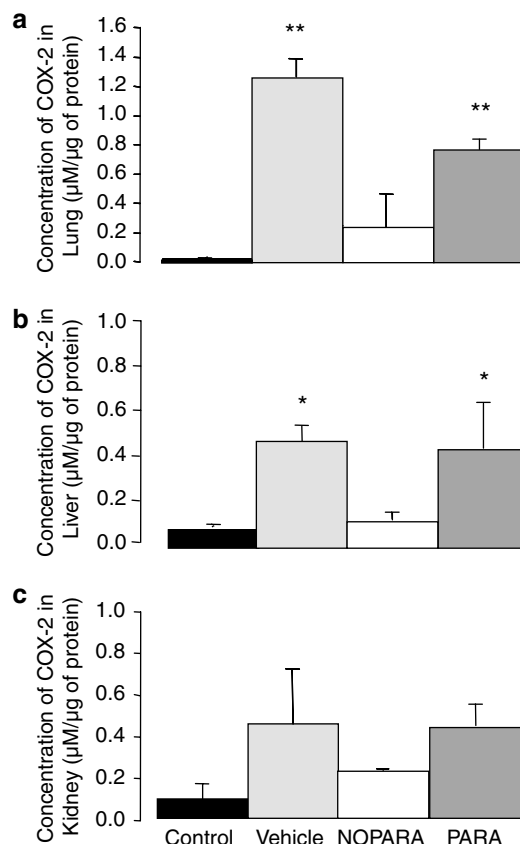 a
Concentration of COX-2 in
Lung (µM/µg of protein)
1.6
1.4
1.2
1.0
0.8
0.6
0.4
0.2
0.0
**
**
b
Concentration of COX-2 in
Liver (µM/µg of protein)
1.0
0.8
0.6
0.4
0.2
0.0
*
*
c
Concentration of COX-2 in
Kidney (µM/µg of protein)
1.0
0.8
0.6
0.4
0.2
0.0
Control Vehicle NOPARA PARA